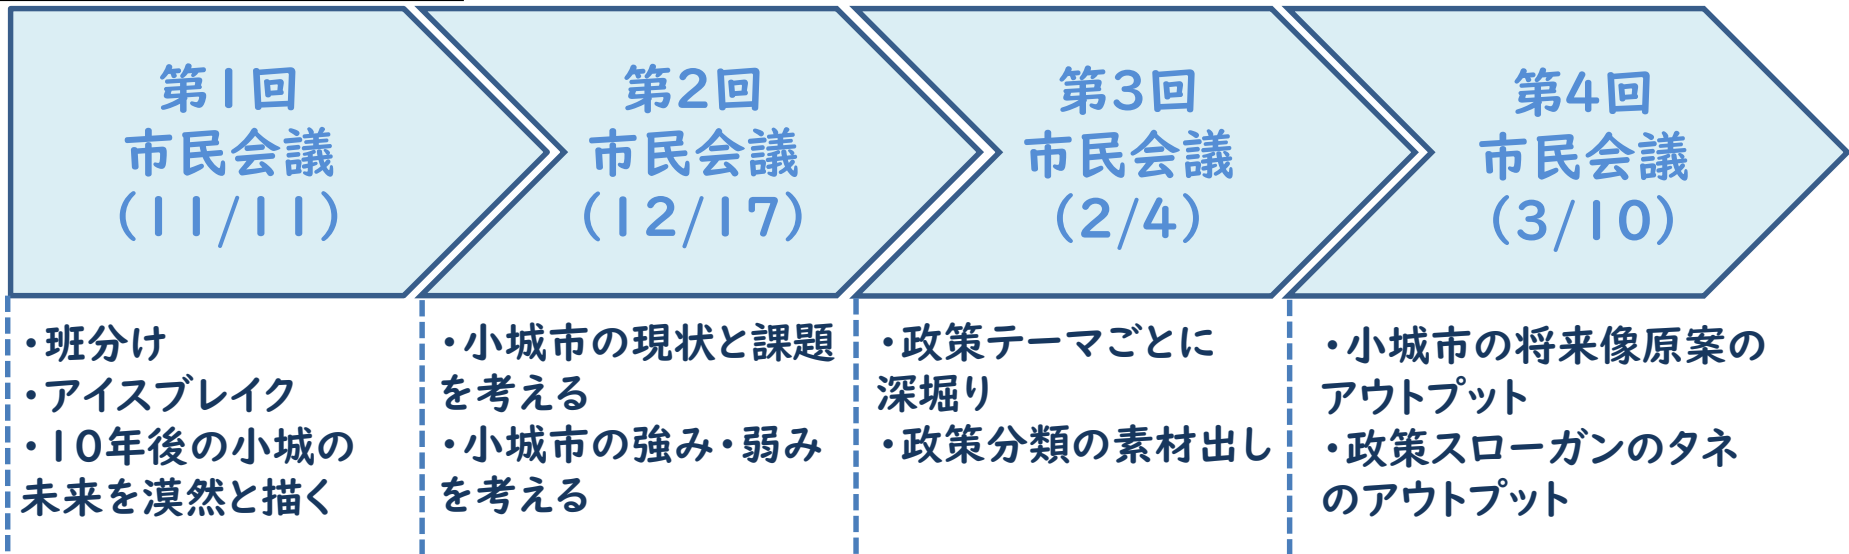 第1回
市民会議
(11/11)
・班分け
・アイスブレイク
・10年後の小城の
未来を漠然と描く
第2回
市民会議
(12/17)
・小城市の現状と課題
を考える
・小城市の強み・弱み
を考える
第3回
市民会議
(2/4)
・政策テーマごとに
深堀り
・政策分類の素材出し
第4回
市民会議
(3/10)
・小城市の将来像原案の
アウトプット
・政策スローガンのタネ
のアウトプット